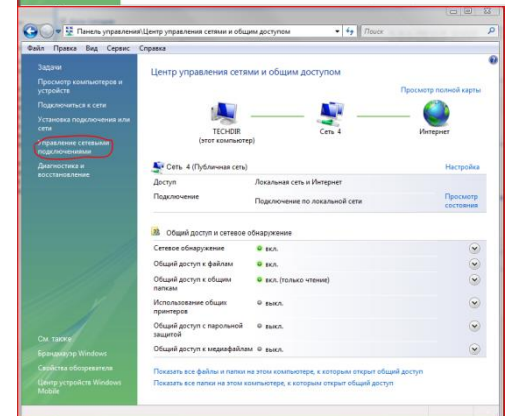 Панель управления\Центр управления сетями и общим доступом
Поиск
Файл Правка Вид Сервис Справка
Задачи
Просмотр компьютеров и
устройств
Подключиться к сети
Установка подключения или
сети
Управление сетевыми
подключениями
Диагностика и
восстановление
См. также
Брандмауэр Windows
Свойства обозревателя
Центр устройств Windows
Mobile
Центр управления сетями и общим доступом
Просмотр полной карты
TECHDIR
(этот компьютер)
Сеть 4
Интернет
Сеть 4 (Публичная сеть)
Настройка
Доступ
Локальная сеть и Интернет
Подключение
Подключение по локальной сети
Просмотр
состояния
Общий доступ и сетевое обнаружение
Сетевое обнаружение
вкл.
Общий доступ к файлам
вкл.
Общий доступ к общим
папкам
вкл. (только чтение)
Использование общих
принтеров
выкл.
Общий доступ с парольной
защитой
выкл.
Общий доступ к медиафайлам
выкл.
Показать все файлы и папки на этом компьютере, к которым открыт общий доступ
Показать все папки на этом компьютере, к которым открыт общий доступ